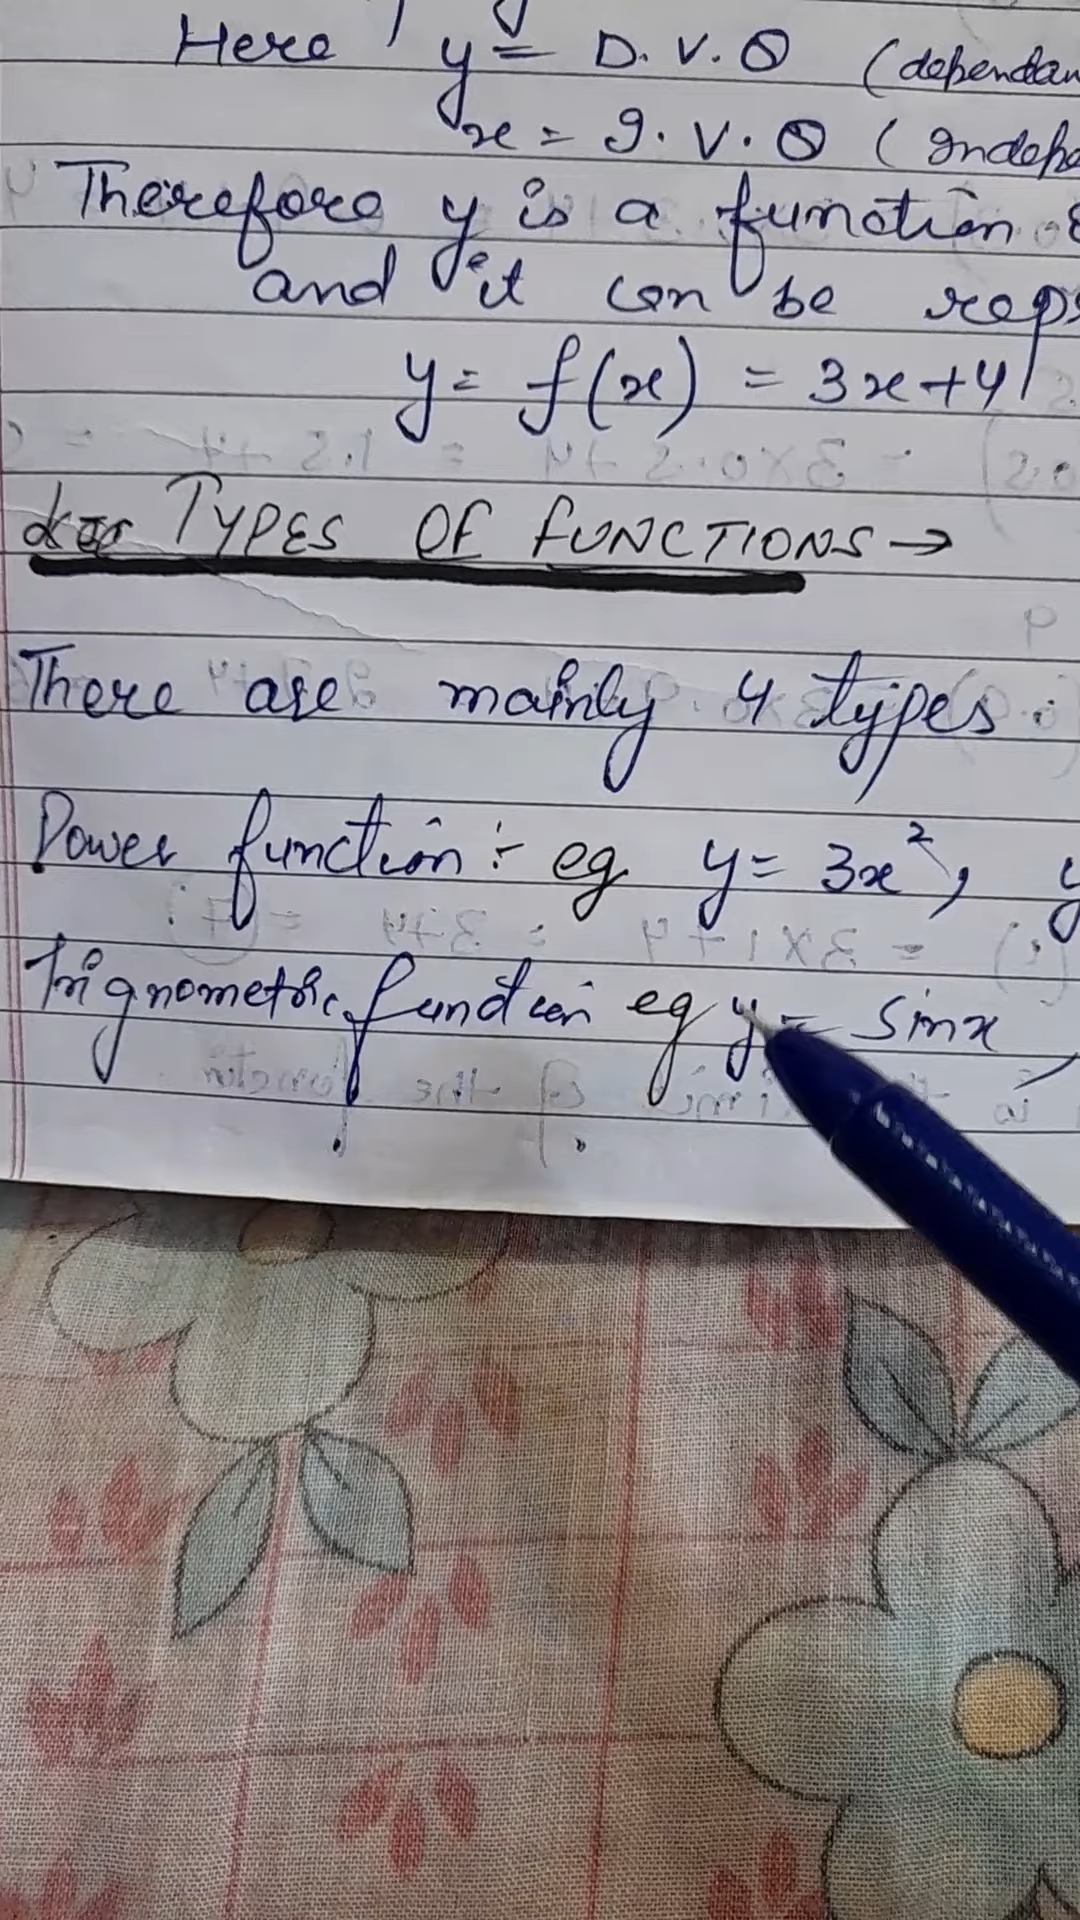 Here y = D.V.Q (dependan
x = I.V.Q (Indepe
Therefore y is a function
and it can be repr
y = f(x) = 3x+4
TYPES OF FUNCTIONS →
There are mainly 4 types :
Power function :- eg y = 3x², y
Trignometric function eg y = sinx ,